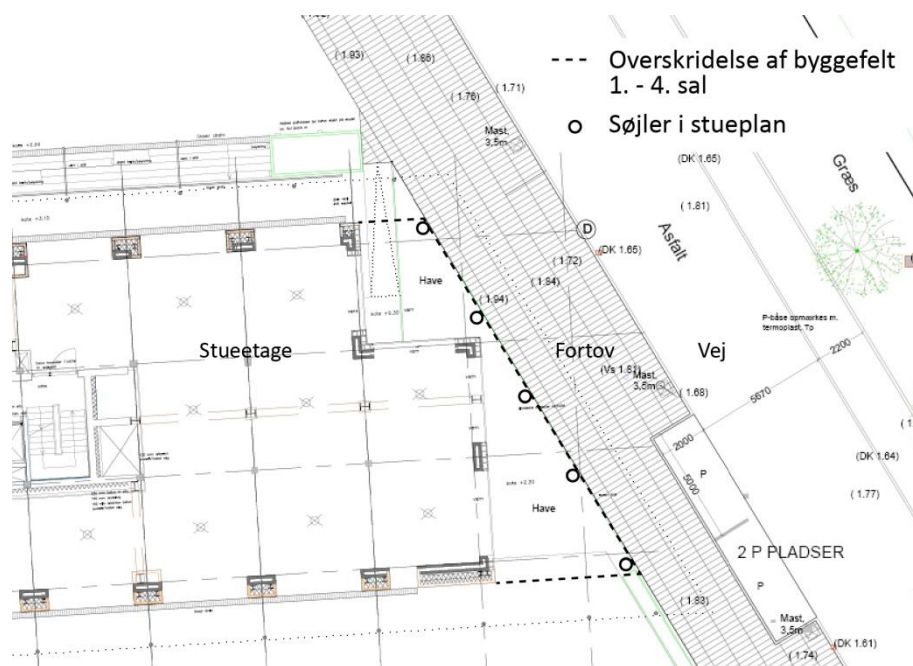 ( 1.93)
( 1.86)
( 1.76)
( 1.71)
Overskridelse af byggefelt
1. - 4. sal
Søjler i stueplan
Mast,
3,5m
(DK 1.65)
( 1.81)
Græs
Asfalt
D
(DK 1.65)
( 1.72)
( 1.84)
( 1.94)
Have
P-båse opmærkes m.
termoplast, Tp
2200
Stueetage
Fortov
Vej
(Vs 1.81)
Mast,
3,5m
( 1.68)
5670
2000
5000
P
(DK 1.64)
( 1.77)
Have
2 P PLADSER
P
( 1.83)
Mast,
3,5m
(DK 1.61)
( 1.74)